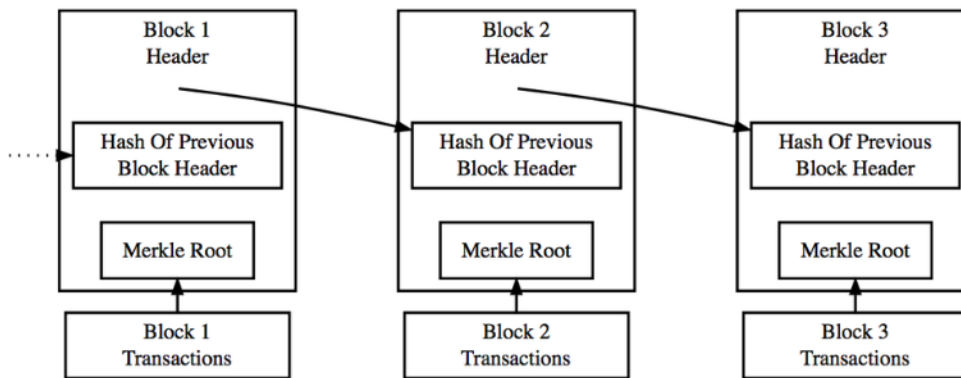 Block 1
Header
Hash Of Previous
Block Header
Merkle Root
Block 1
Transactions
Block 2
Header
Hash Of Previous
Block Header
Merkle Root
Block 2
Transactions
Block 3
Header
Hash Of Previous
Block Header
Merkle Root
Block 3
Transactions